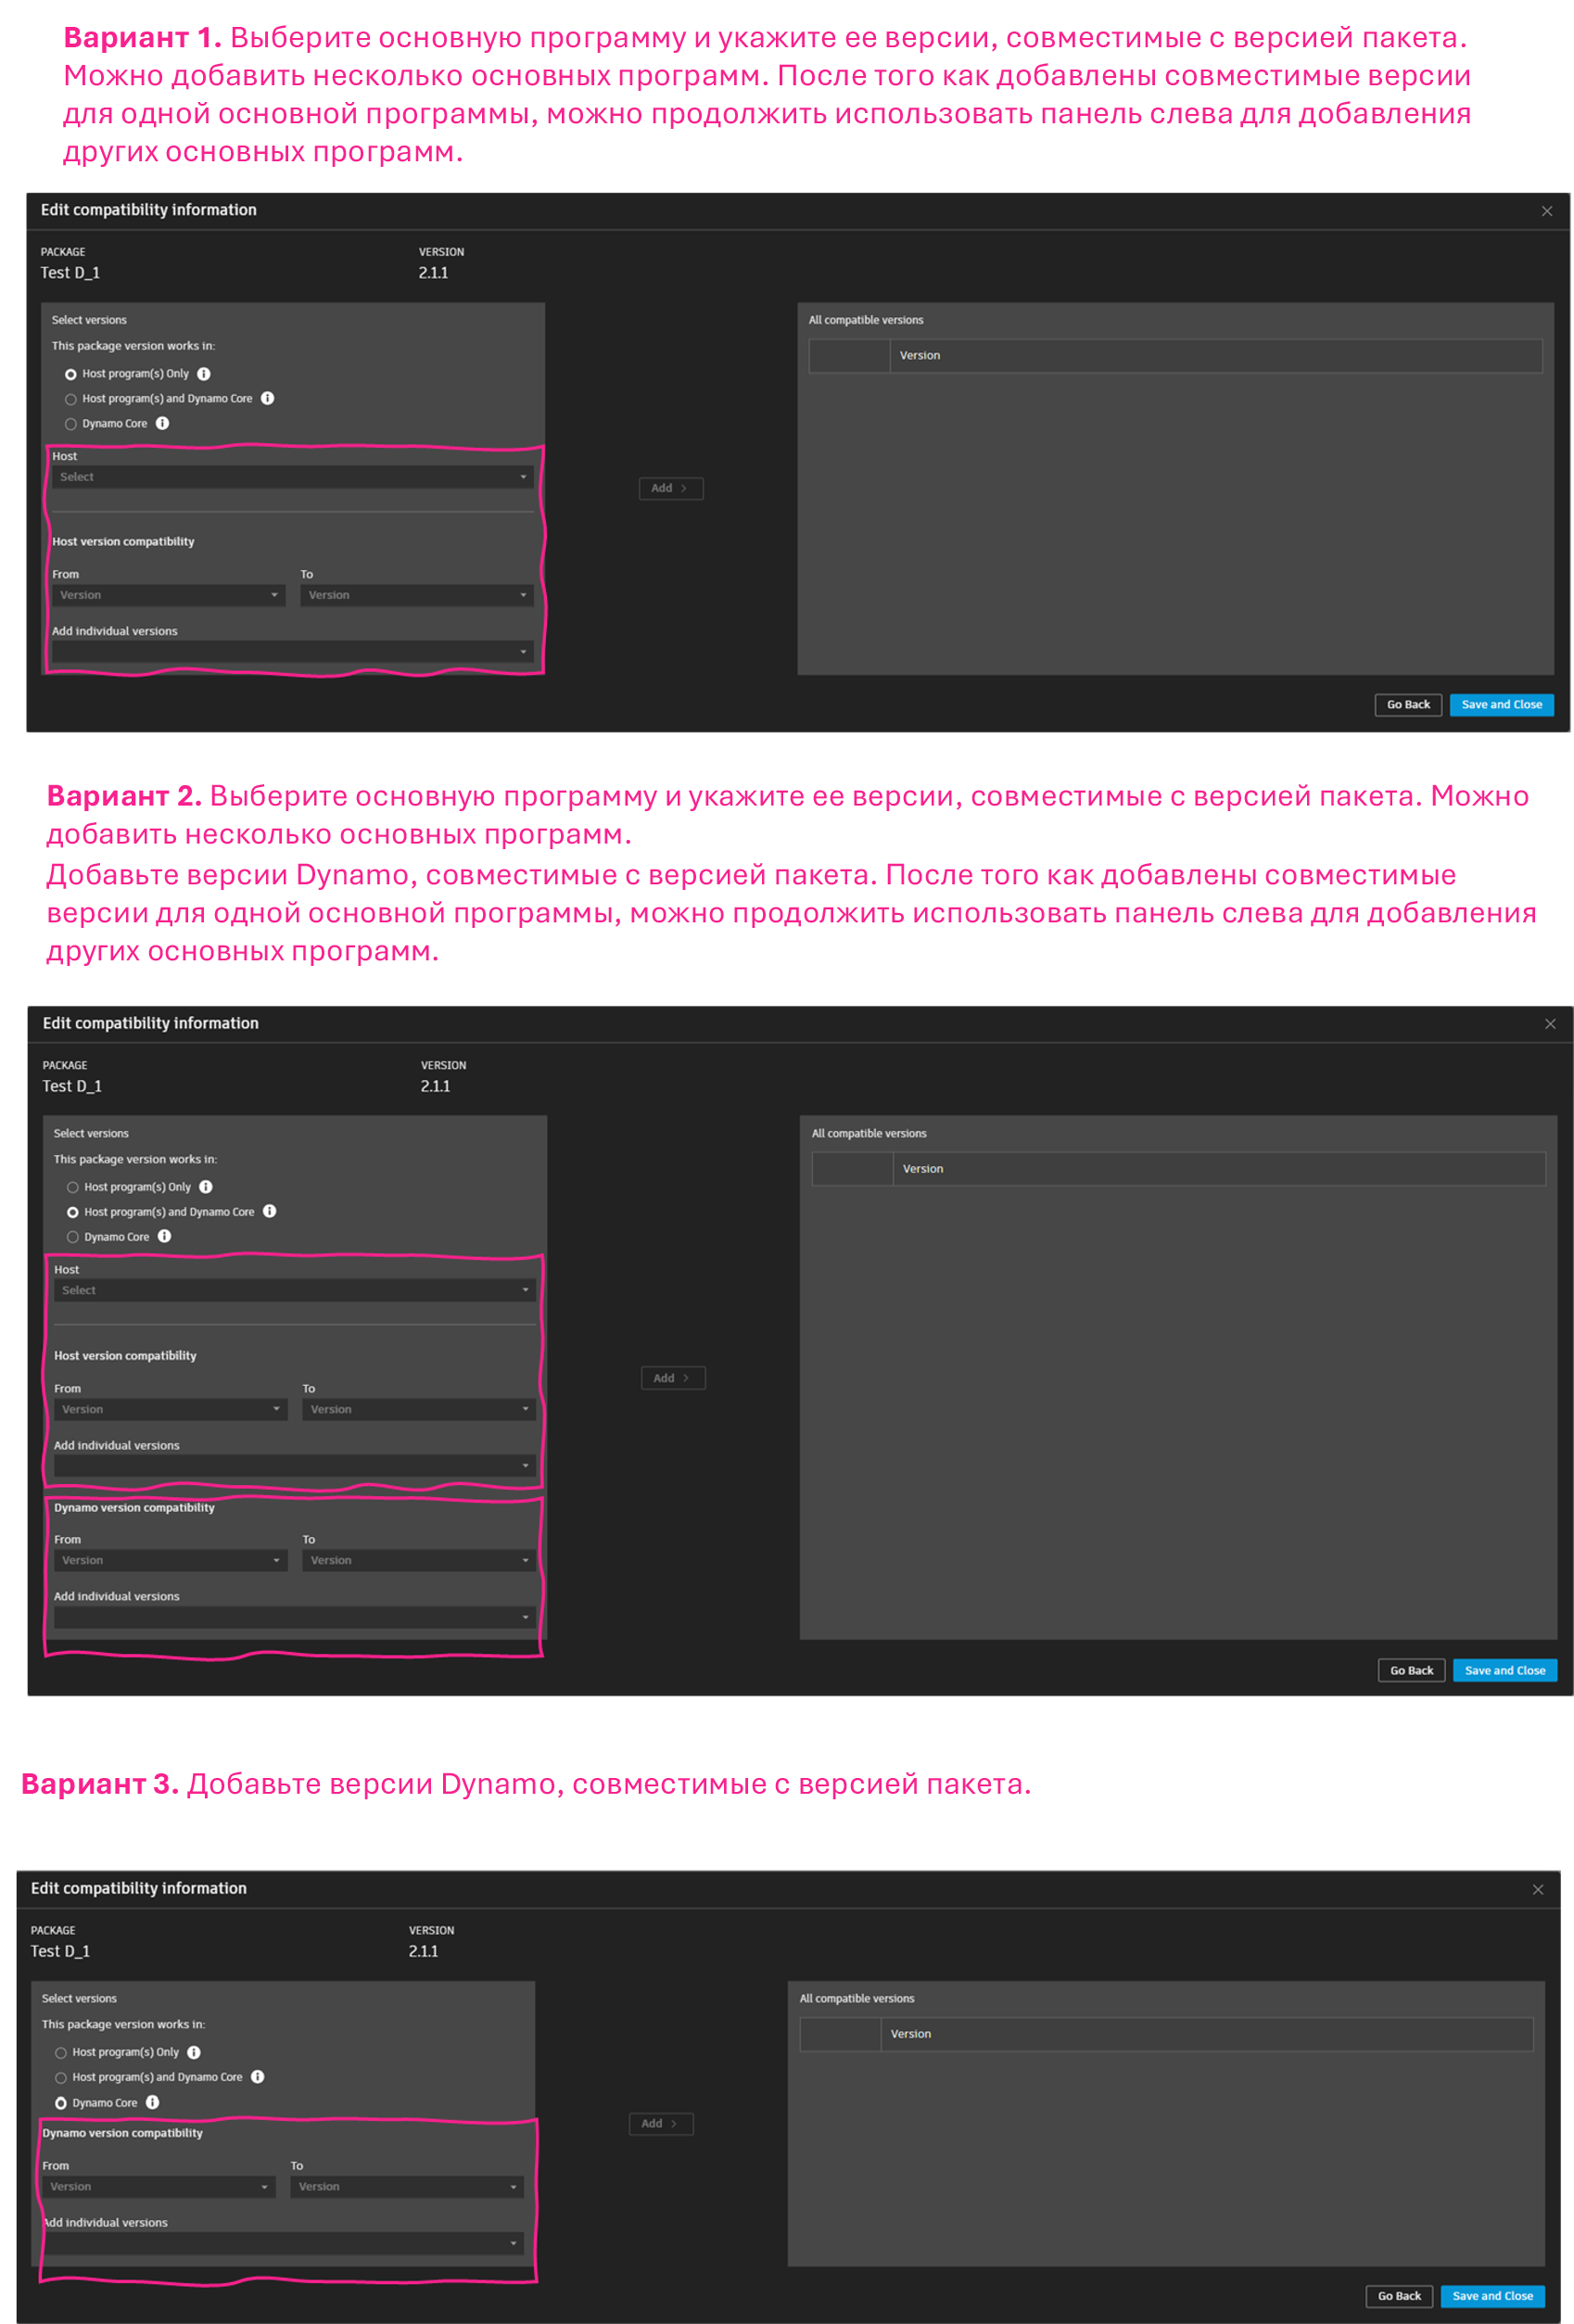 Вариант 1. Выберите основную программу и укажите ее версии, совместимые с версией пакета.
Можно добавить несколько основных программ. После того как добавлены совместимые версии
для одной основной программы, можно продолжить использовать панель слева для добавления
других основных программ.
Edit compatibility information
PACKAGE VERSION
Test D_1 2.1.1
Select versions
This package version works in:
Host program(s) Only
Host program(s) and Dynamo Core
Dynamo Core
Host
Select
Host version compatibility
From To
Version Version
Add individual versions
Add >
All compatible versions
Version
Go Back Save and Close
Вариант 2. Выберите основную программу и укажите ее версии, совместимые с версией пакета. Можно
добавить несколько основных программ.
Добавьте версии Dynamo, совместимые с версией пакета. После того как добавлены совместимые
версии для одной основной программы, можно продолжить использовать панель слева для добавления
других основных программ.
Edit compatibility information
PACKAGE VERSION
Test D_1 2.1.1
Select versions
This package version works in:
Host program(s) Only
Host program(s) and Dynamo Core
Dynamo Core
Host
Select
Host version compatibility
From To
Version Version
Add individual versions
Dynamo version compatibility
From To
Version Version
Add individual versions
Add >
All compatible versions
Version
Go Back Save and Close
Вариант 3. Добавьте версии Dynamo, совместимые с версией пакета.
Edit compatibility information
PACKAGE VERSION
Test D_1 2.1.1
Select versions
This package version works in:
Host program(s) Only
Host program(s) and Dynamo Core
Dynamo Core
Dynamo version compatibility
From To
Version Version
Add individual versions
Add >
All compatible versions
Version
Go Back Save and Close